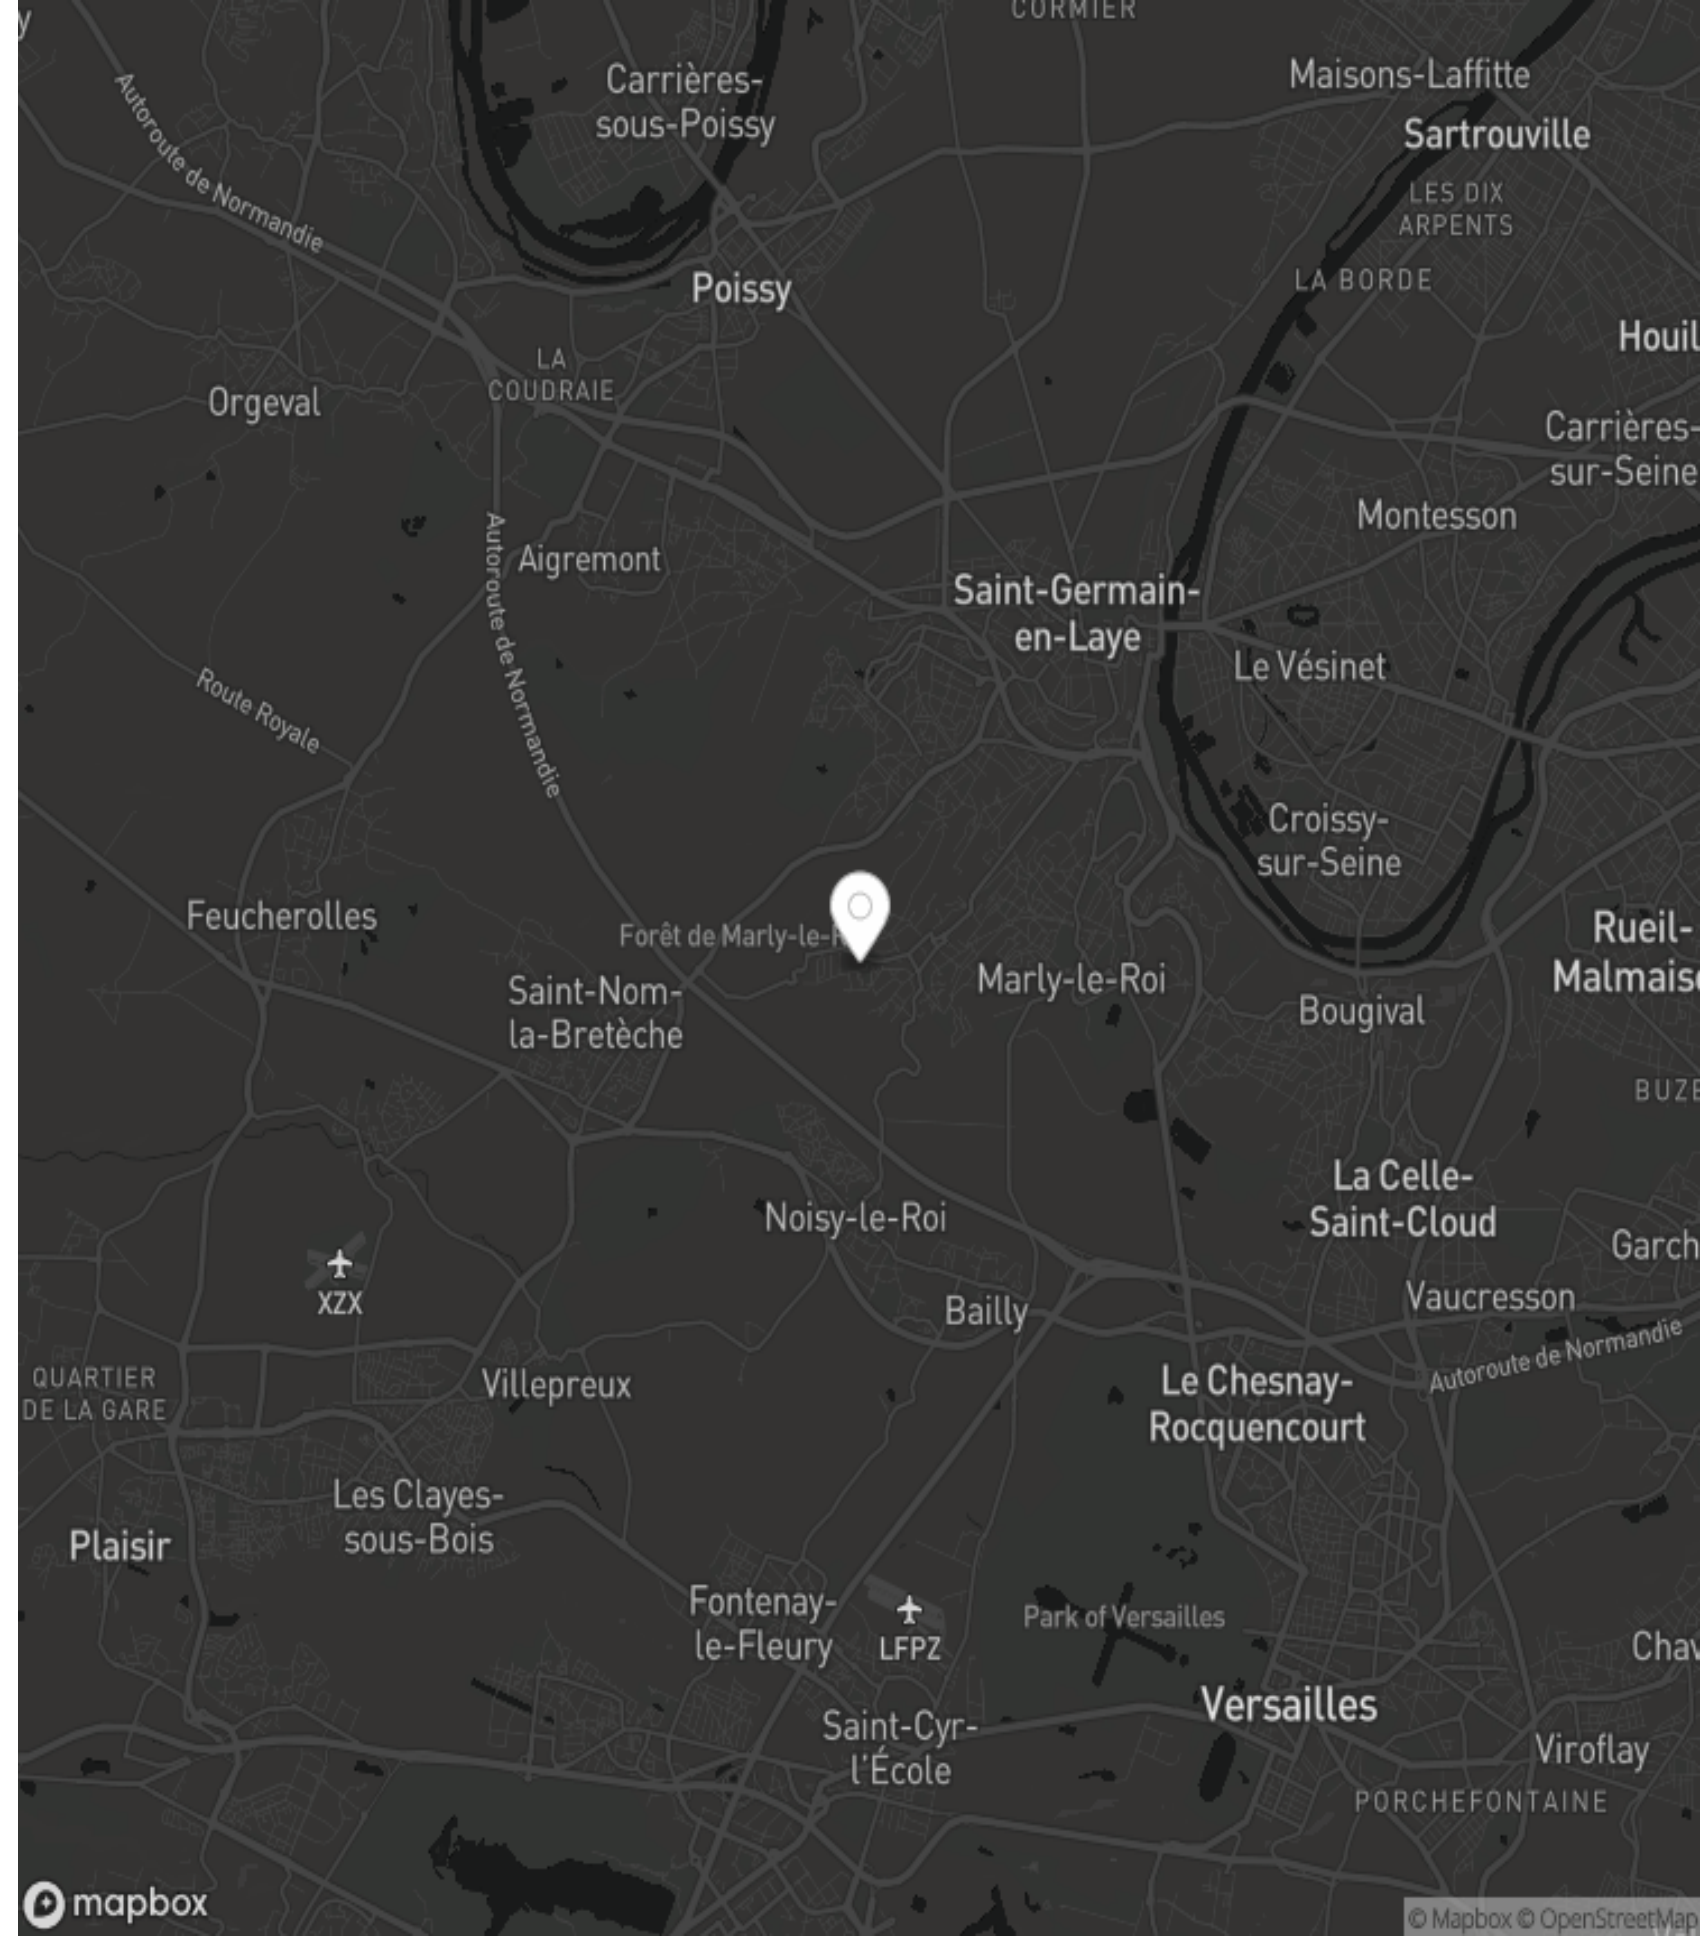 y
CORMIER
Carrières-
sous-Poissy
Maisons-Laffitte
Sartrouville
Autoroute de Normandie
LES DIX
ARPENTS
LA BORDE
Poissy
Houil
LA
COUDRAIE
Orgeval
Carrières-
sur-Seine
Montesson
Autoroute de Normandie
Aigremont
Saint-Germain-
en-Laye
Le Vésinet
Route Royale
Croissy-
sur-Seine
Feucherolles
Forêt de Marly-le-R
Rueil-
Malmais
Saint-Nom-
la-Bretèche
Marly-le-Roi
Bougival
BUZE
La Celle-
Saint-Cloud
Noisy-le-Roi
Garch
XZX
Bailly
Vaucresson
Autoroute de Normandie
QUARTIER
DE LA GARE
Villepreux
Le Chesnay-
Rocquencourt
Les Clayes-
sous-Bois
Plaisir
Fontenay-
le-Fleury
LFPZ
Park of Versailles
Chav
Versailles
Saint-Cyr-
l'École
Viroflay
PORCHEFONTAINE
mapbox
© Mapbox © OpenStreetMap